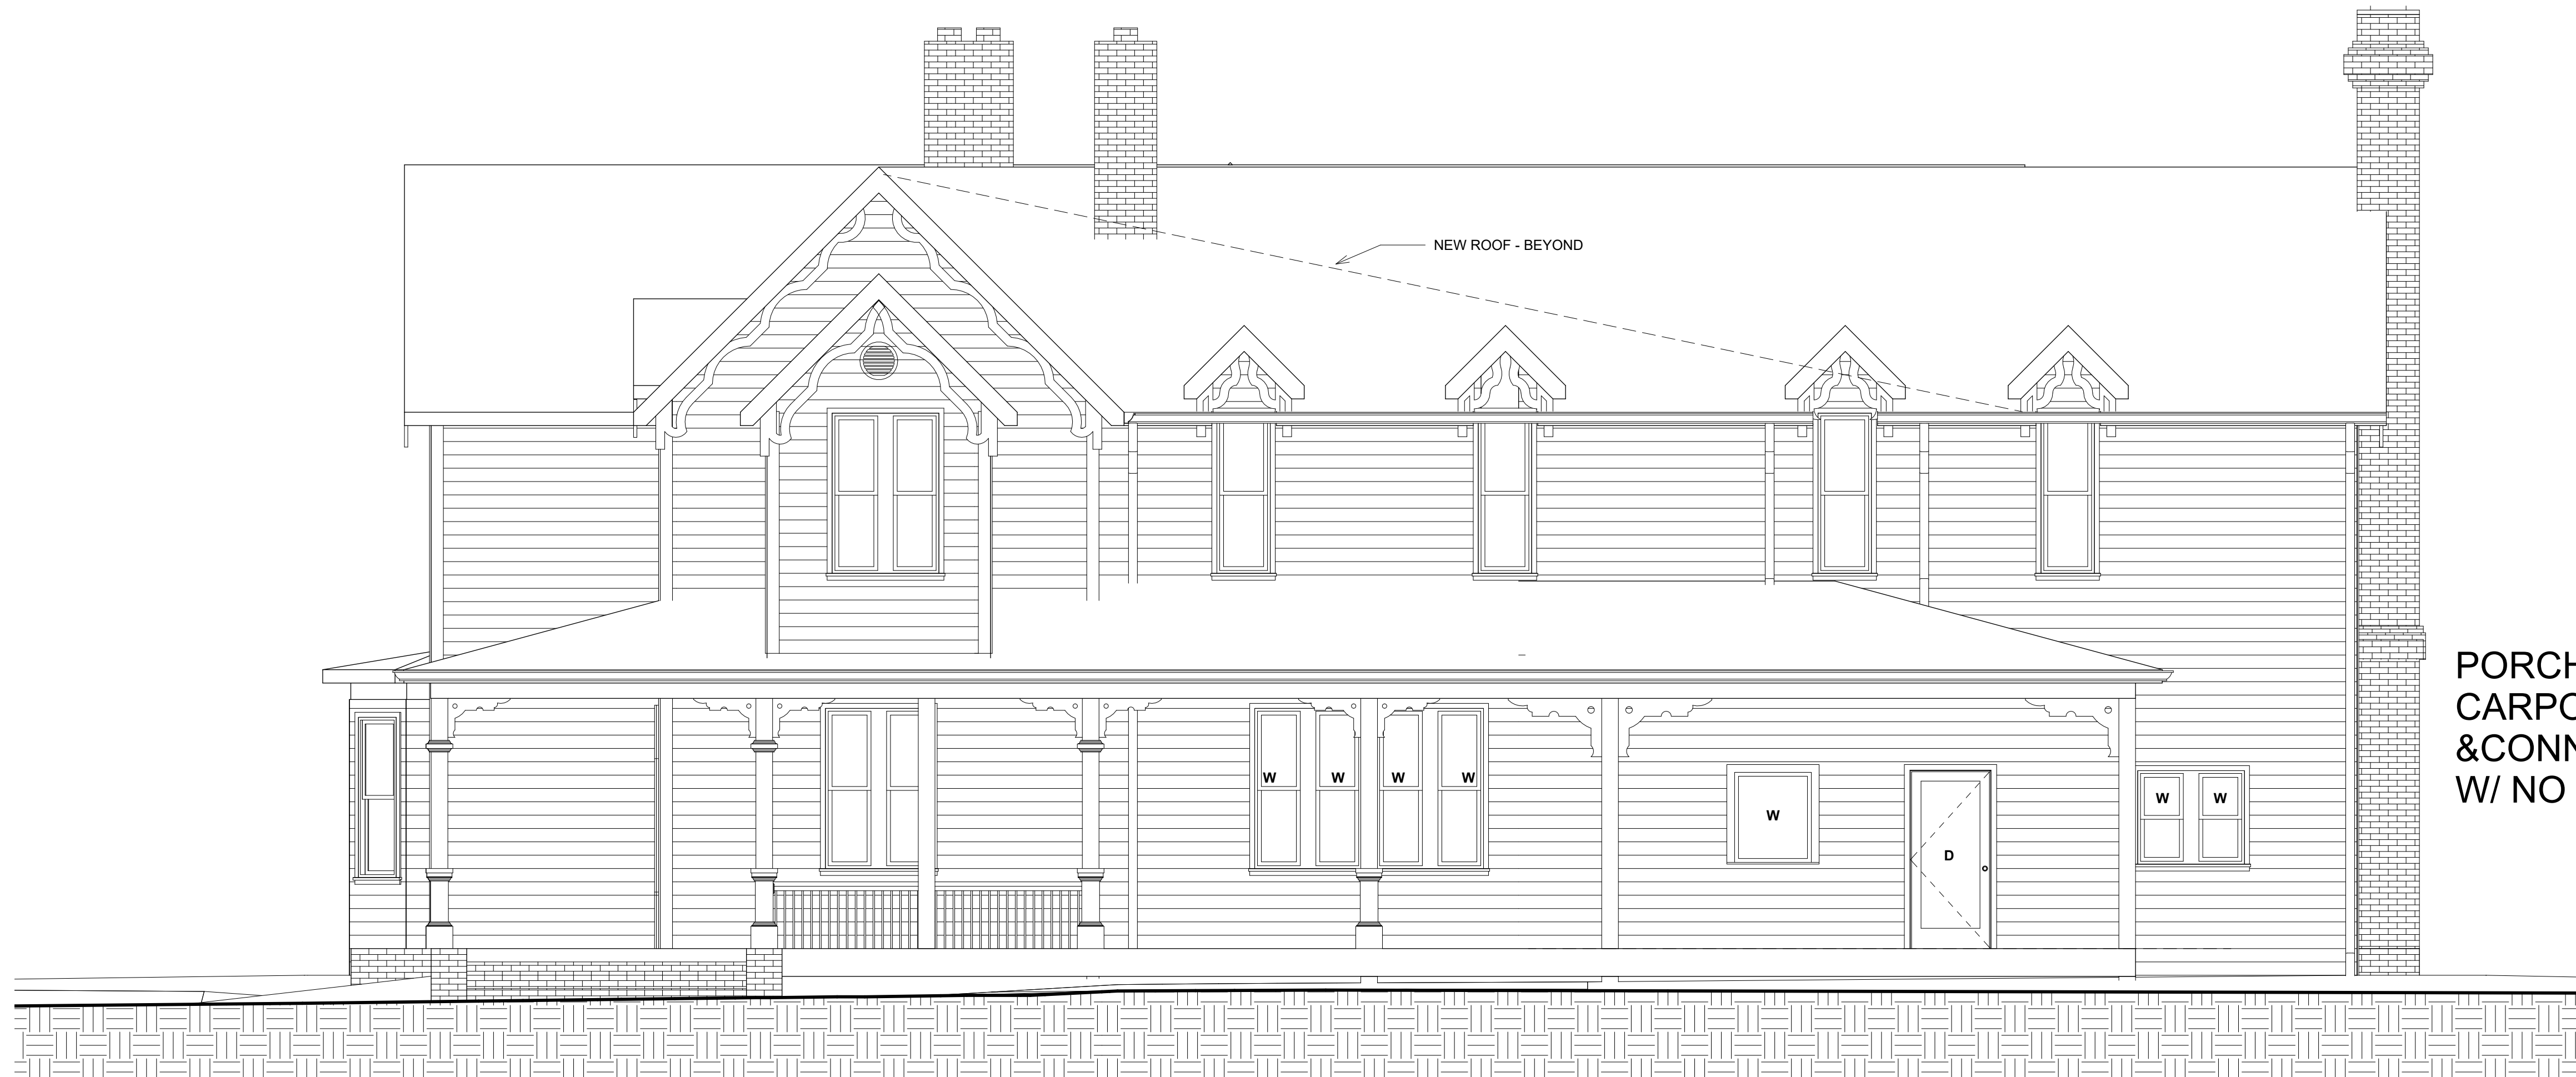 NEW ROOF - BEYOND
W W W W
W
D
W W
PORCH
CARPO
&CONN
W/ NO